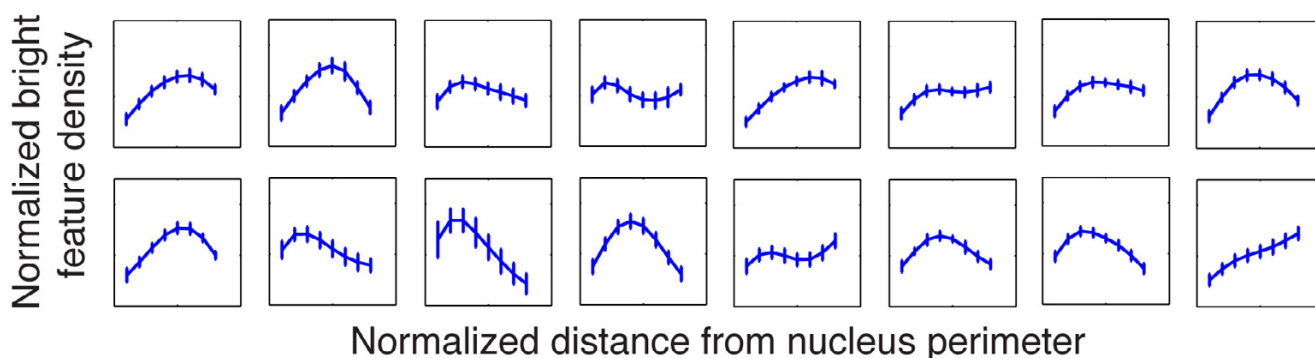 Normalized bright
feature density
Normalized distance from nucleus perimeter